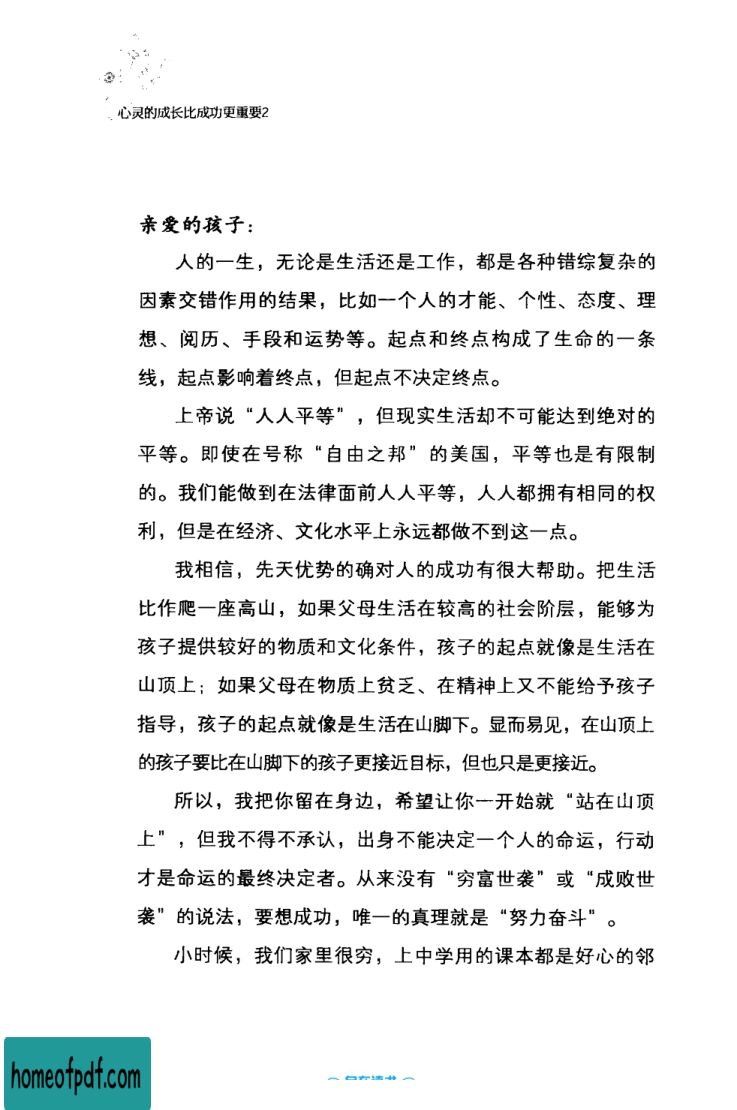 心灵的成长比成功更重要2
亲爱的孩子：
人的一生，无论是生活还是工作，都是各种错综复杂的
因素交错作用的结果，比如一个人的才能、个性、态度、理
想、阅历、手段和运势等。起点和终点构成了生命的一条
线，起点影响着终点，但起点不决定终点。
上帝说“人人平等”，但现实生活却不可能达到绝对的
平等。即使在号称“自由之邦”的美国，平等也是有限制
的。我们能做到在法律面前人人平等，人人都拥有相同的权
利，但是在经济、文化水平上永远都做不到这一点。
我相信，先天优势的确对人的成功有很大帮助。把生活
比作爬一座高山，如果父母生活在较高的社会阶层，能够为
孩子提供较好的物质和文化条件，孩子的起点就像是生活在
山顶上；如果父母在物质上贫乏、在精神上又不能给予孩子
指导，孩子的起点就像是生活在山脚下。显而易见，在山顶上
的孩子要比在山脚下的孩子更接近目标，但也只是更接近。
所以，我把你留在身边，希望让你一开始就“站在山顶
上”，但我不得不承认，出身不能决定一个人的命运，行动
才是命运的最终决定者。从来没有“穷富世袭”或“成败世
袭”的说法，要想成功，唯一的真理就是“努力奋斗”。
小时候，我们家里很穷，上中学用的课本都是好心的邻
homeofpdf.com